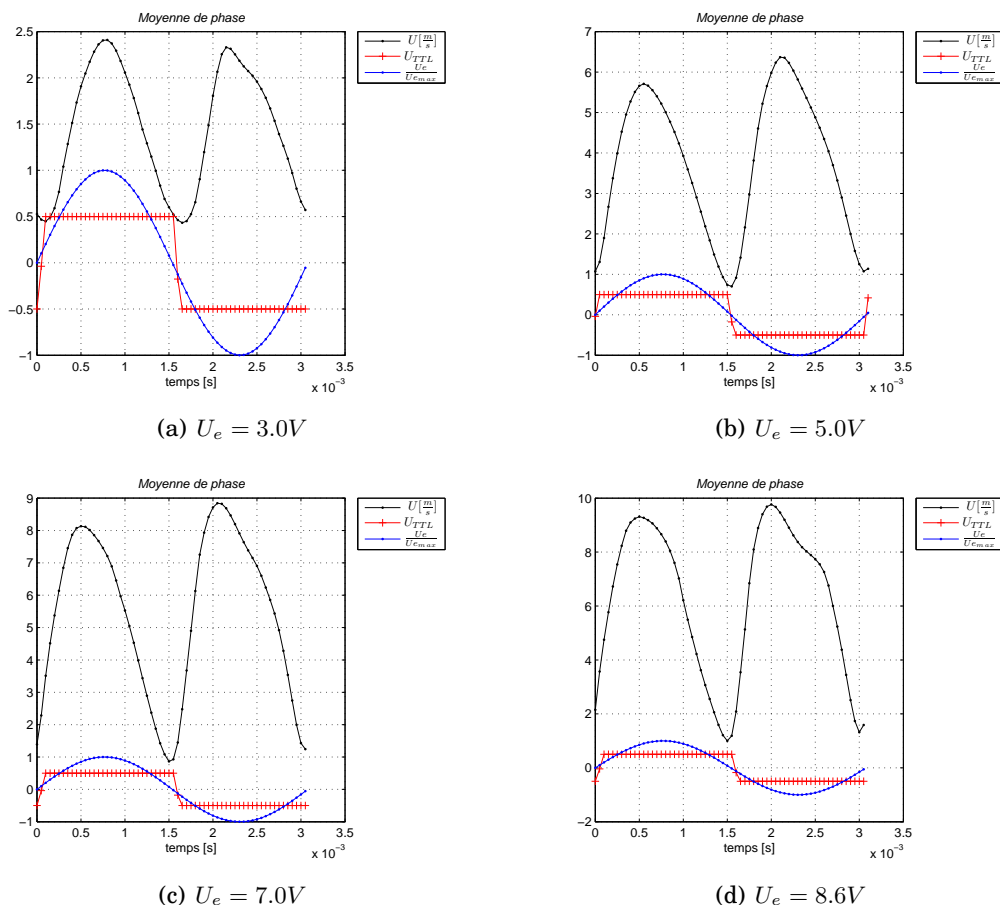 Moyenne de phase
2.5
2
1.5
1
0.5
0
−0.5
−1
0 0.5 1 1.5 2 2.5 3 3.5
temps [s]
x 10⁻³
U[m/s]
U_TTL
Ue/Ue_max
(a) U_e = 3.0V
Moyenne de phase
7
6
5
4
3
2
1
0
−1
0 0.5 1 1.5 2 2.5 3 3.5
temps [s]
x 10⁻³
U[m/s]
U_TTL
Ue/Ue_max
(b) U_e = 5.0V
Moyenne de phase
9
8
7
6
5
4
3
2
1
0
−1
0 0.5 1 1.5 2 2.5 3 3.5
temps [s]
x 10⁻³
U[m/s]
U_TTL
Ue/Ue_max
(c) U_e = 7.0V
Moyenne de phase
10
8
6
4
2
0
−2
0 0.5 1 1.5 2 2.5 3 3.5
temps [s]
x 10⁻³
U[m/s]
U_TTL
Ue/Ue_max
(d) U_e = 8.6V